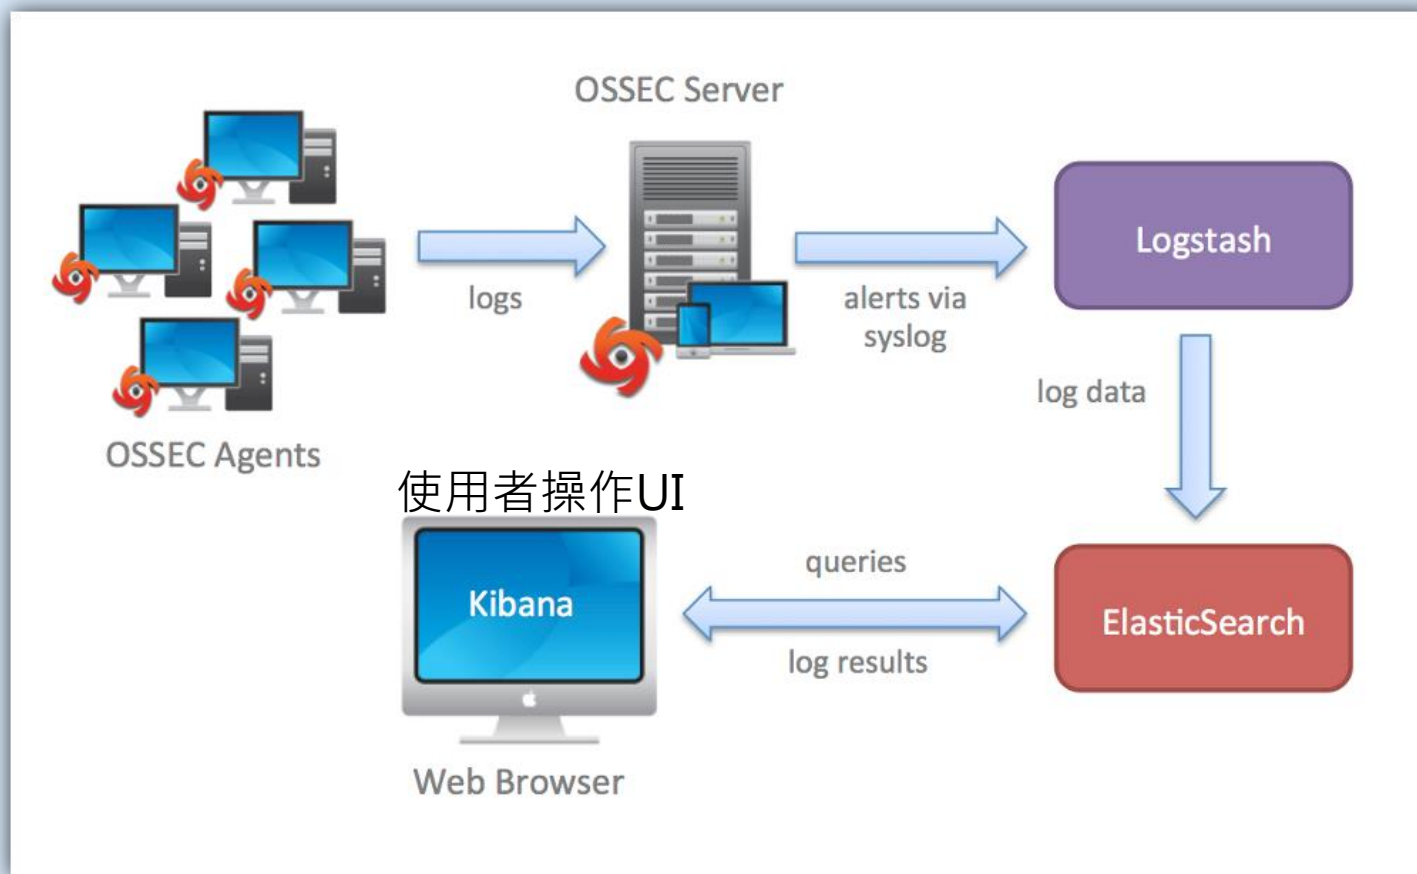 OSSEC Server
Logstash
logs
alerts via
syslog
log data
OSSEC Agents
使用者操作UI
Kibana
queries
log results
ElasticSearch
Web Browser